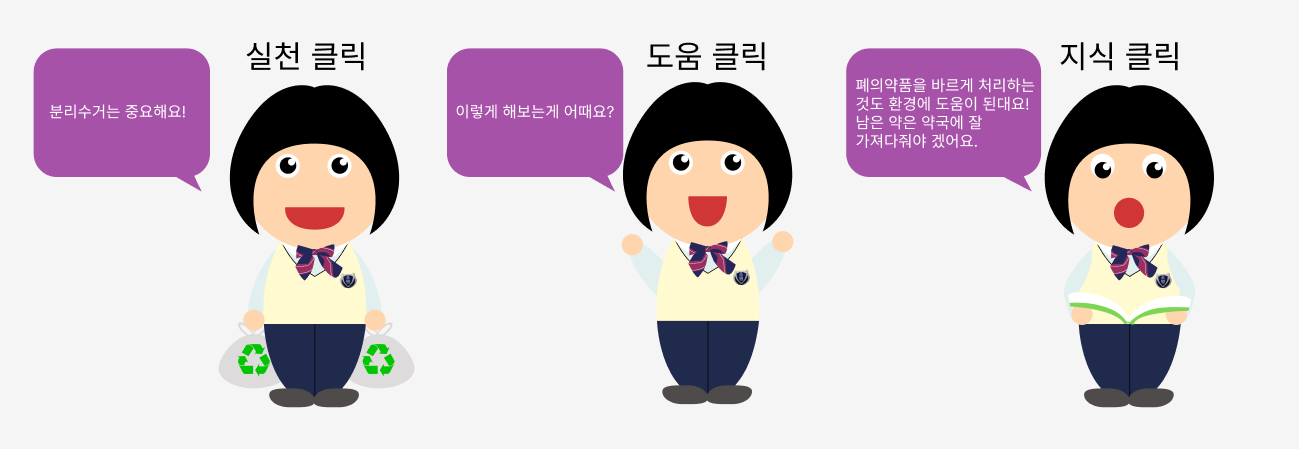 실천 클릭
분리수거는 중요해요!
도움 클릭
이렇게 해보는게 어때요?
지식 클릭
폐의약품을 바르게 처리하는
것도 환경에 도움이 된대요!
남은 약은 약국에 잘
가져다줘야 겠어요.